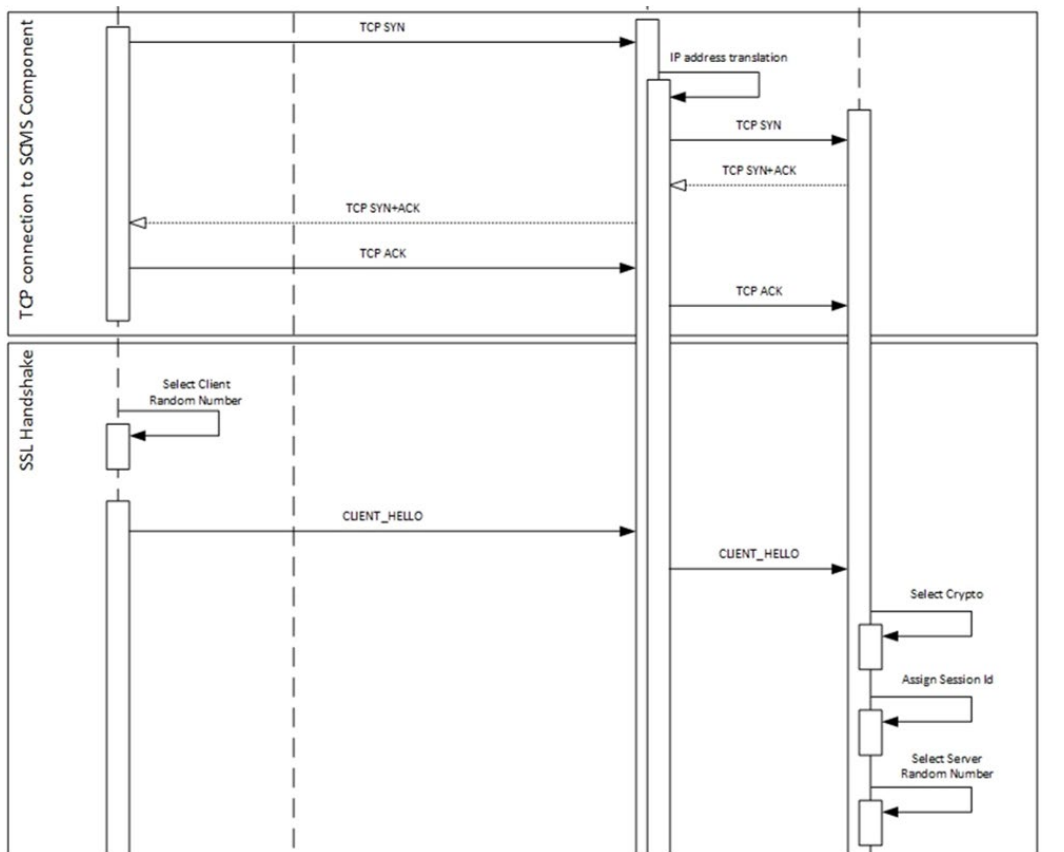 TCP connection to SCMS Component
TCP SYN
IP address translation
TCP SYN
TCP SYN+ACK
TCP SYN+ACK
TCP ACK
TCP ACK
SSL Handshake
Select Client
Random Number
CLIENT_HELLO
CLIENT_HELLO
Select Crypto
Assign Session Id
Select Server
Random Number